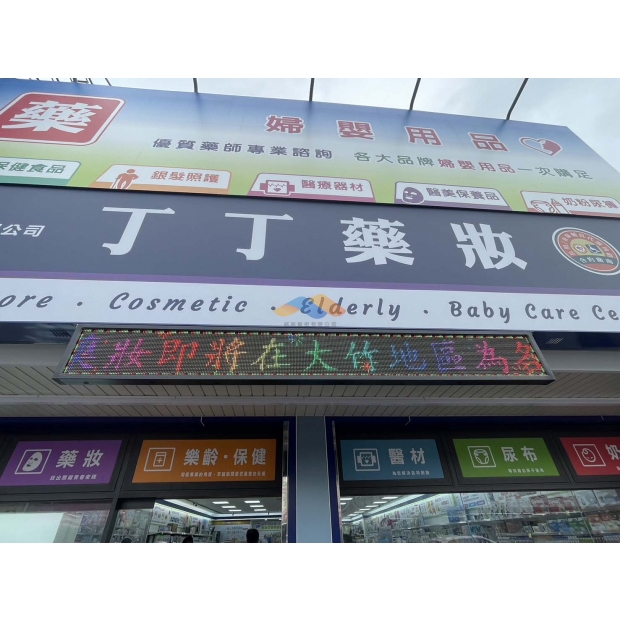 藥
婦嬰用品
優質藥師專業諮詢 各大品牌婦嬰用品一次購足
保健食品
銀髮照護
醫療器材
醫美保養品
公司
丁丁藥妝
ore · Cosmetic · Elderly · Baby Care Ce
妝即將在大竹地區為各
藥妝
樂齡·保健
醫材
尿布
奶